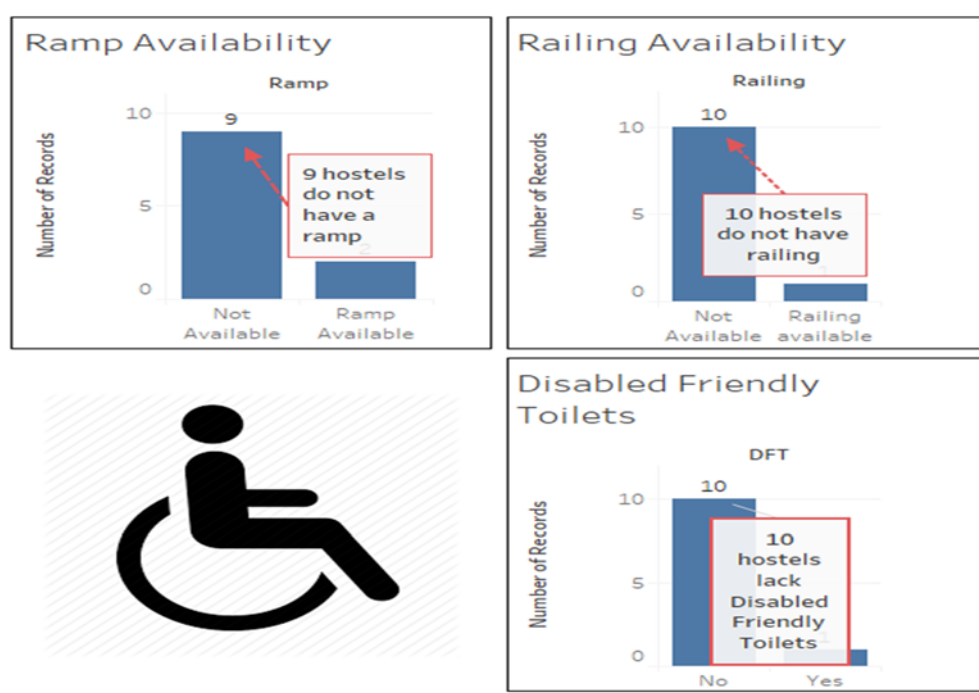 Ramp Availability
Ramp
Number of Records
10
5
0
9
9 hostels
do not
have a
ramp
2
Not
Available
Ramp
Available
Railing Availability
Railing
Number of Records
10
5
0
10
10 hostels
do not have
railing
1
Not
Available
Railing
available
Disabled Friendly
Toilets
DFT
Number of Records
10
5
0
10
10
hostels
lack
Disabled
Friendly
Toilets
1
No
Yes